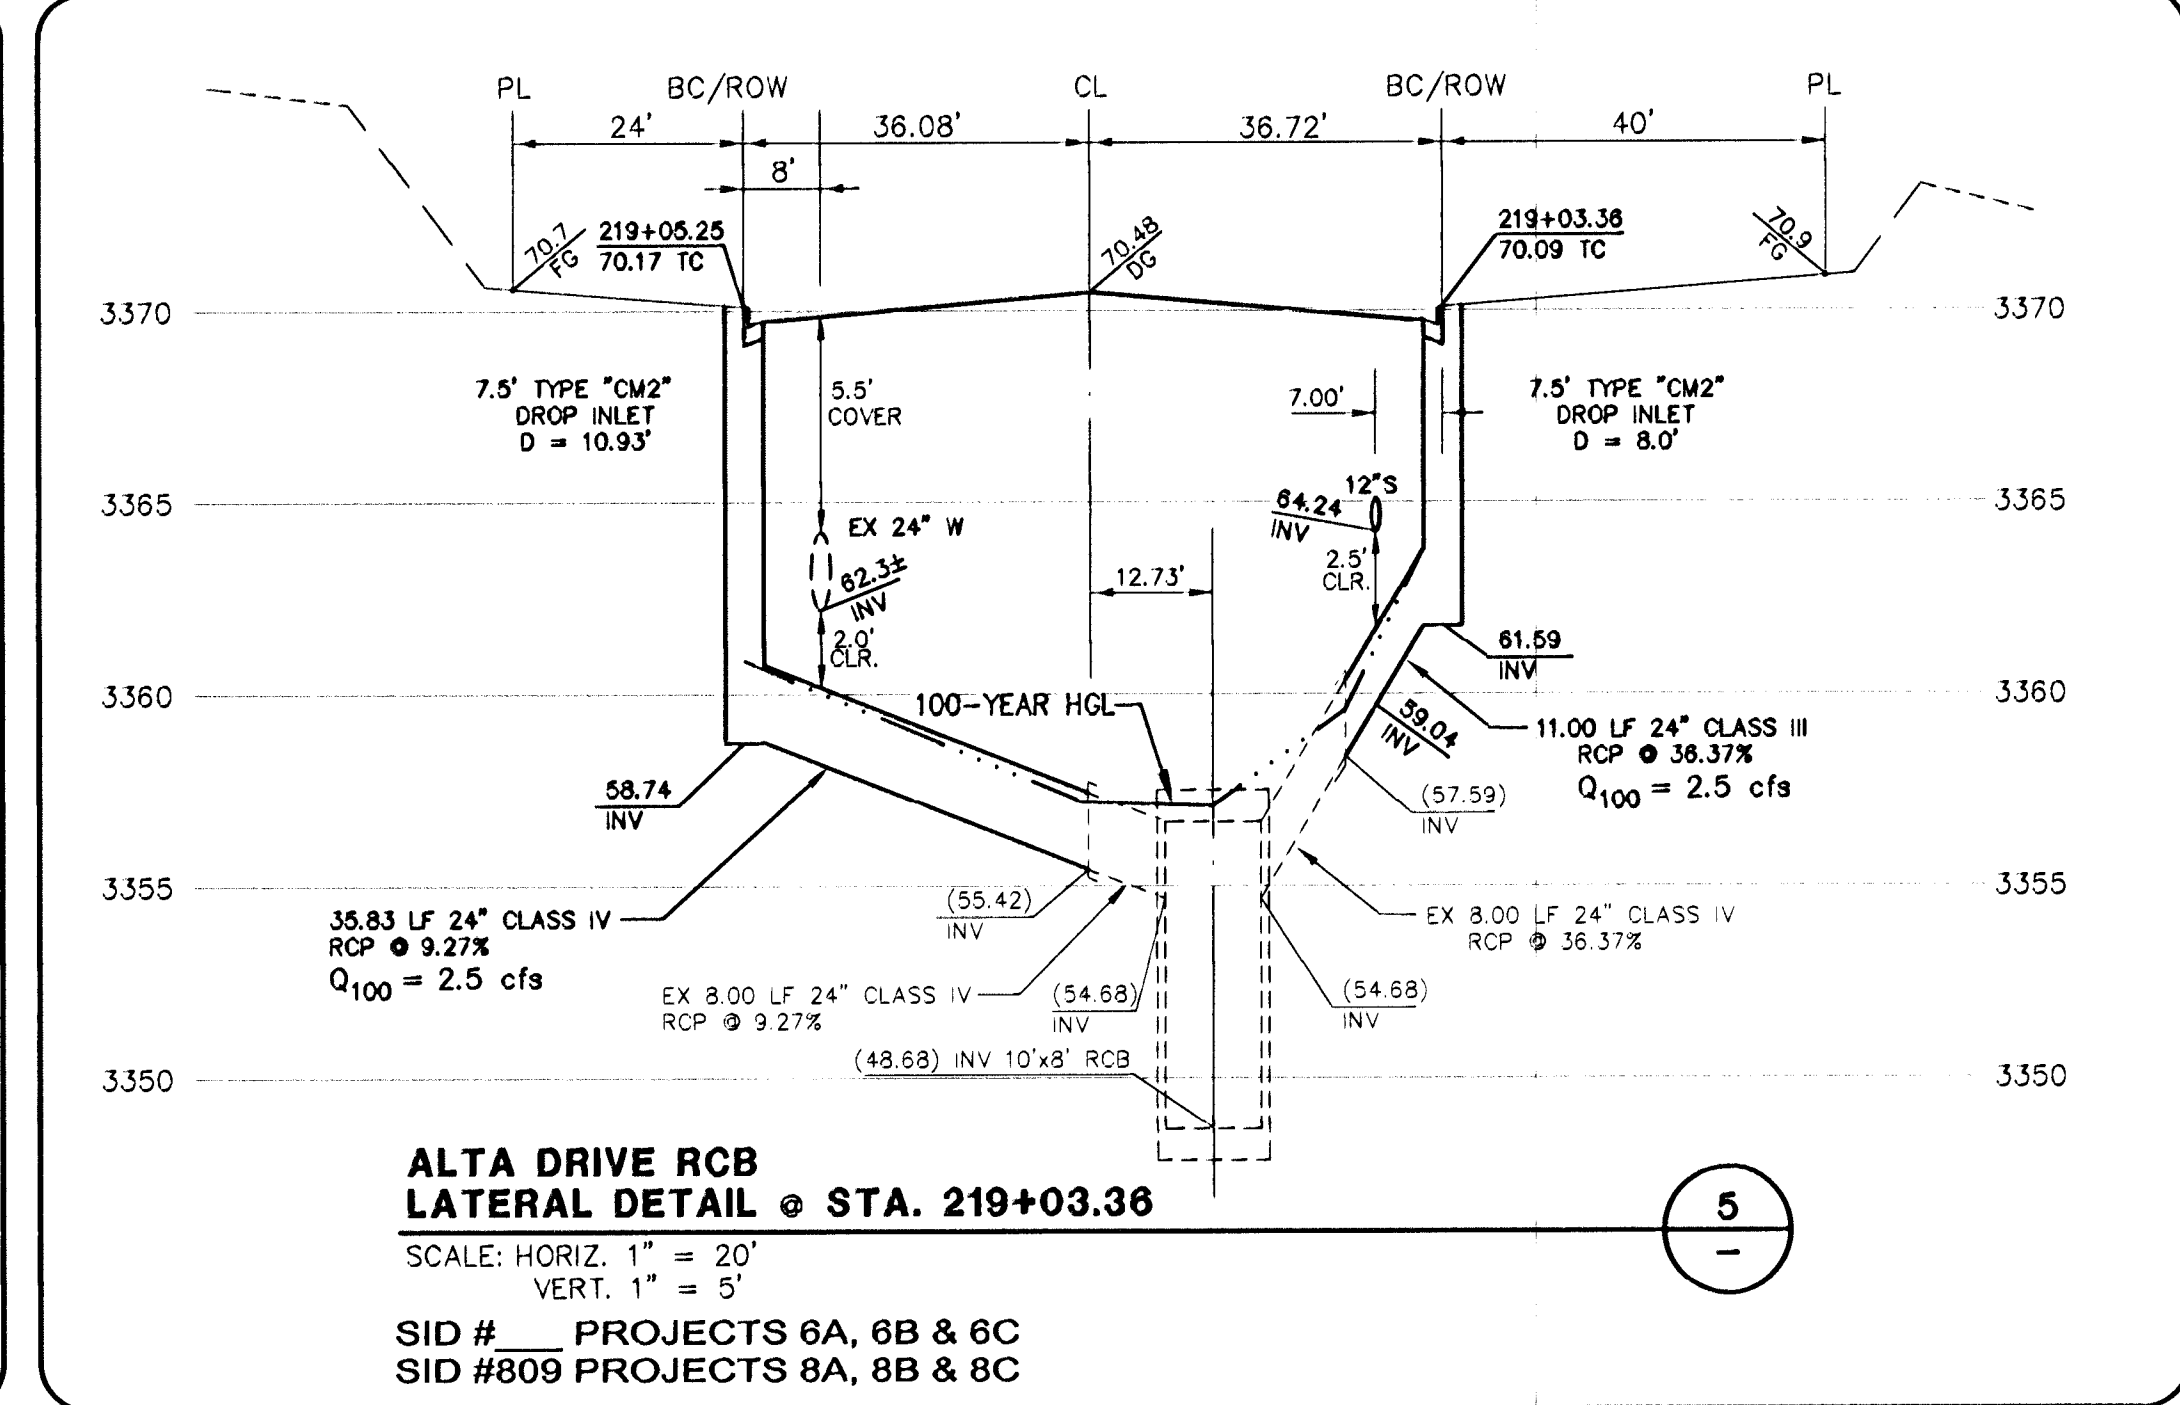 PL
BC/ROW
CL
BC/ROW
PL
24'
36.08'
36.72'
40'
8'
70.7
FG
219+05.25
70.17 TC
70.48
DG
219+03.36
70.09 TC
70.9
FG
3370
3370
7.5' TYPE "CM2"
DROP INLET
D = 10.93'
5.5'
COVER
7.00'
7.5' TYPE "CM2"
DROP INLET
D = 8.0'
3365
3365
EX 24" W
62.3±
INV
12"S
64.24
INV
2.5'
CLR.
12.73'
2.0'
CLR.
61.59
INV
3360
3360
100-YEAR HGL
59.04
INV
11.00 LF 24" CLASS III
RCP @ 36.37%
Q100 = 2.5 cfs
58.74
INV
(57.59)
INV
3355
3355
35.83 LF 24" CLASS IV
RCP @ 9.27%
Q100 = 2.5 cfs
(55.42)
INV
EX 8.00 LF 24" CLASS IV
RCP @ 36.37%
EX 8.00 LF 24" CLASS IV
RCP @ 9.27%
(54.68)
INV
(54.68)
INV
(48.68) INV 10'x8' RCB
3350
3350
ALTA DRIVE RCB
LATERAL DETAIL @ STA. 219+03.36
5
–
SCALE: HORIZ. 1" = 20'
VERT. 1" = 5'
SID #___ PROJECTS 6A, 6B & 6C
SID #809 PROJECTS 8A, 8B & 8C